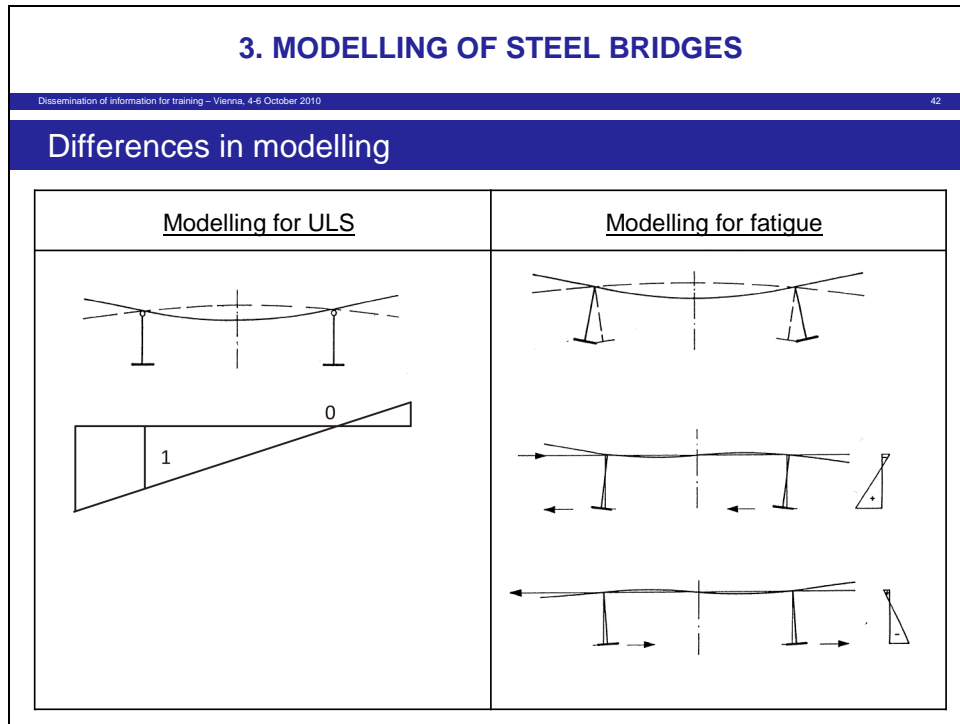 3. MODELLING OF STEEL BRIDGES
Dissemination of information for training – Vienna, 4-6 October 2010 42
Differences in modelling
Modelling for ULS
Modelling for fatigue
0
1
-
+
+
-